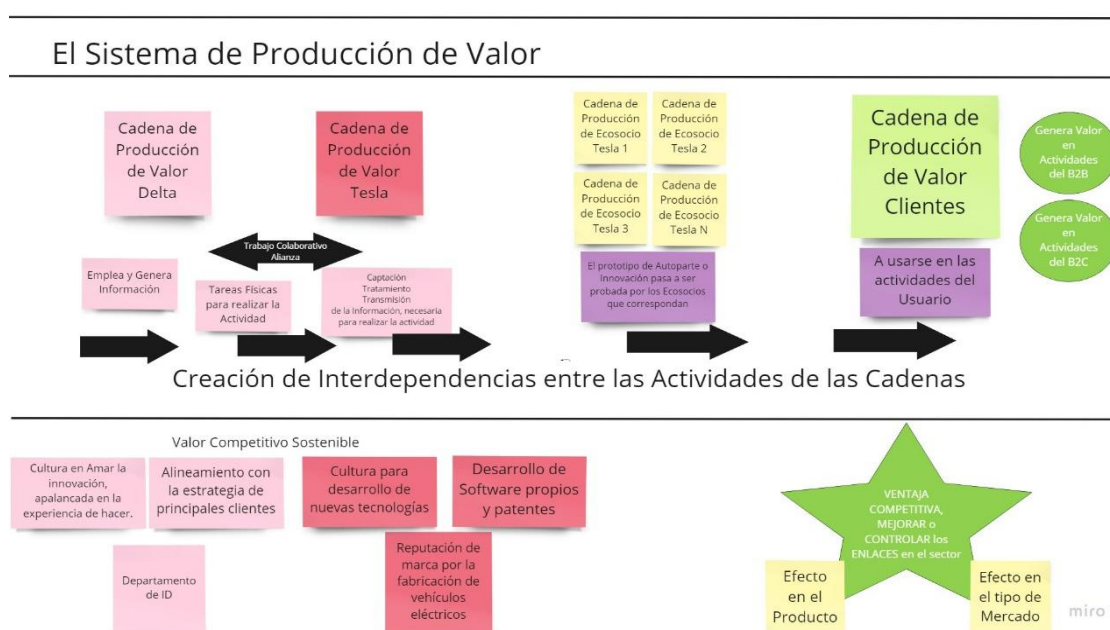 El Sistema de Producción de Valor
Cadena de
Producción
de Valor
Delta
Cadena de
Producción
de Valor
Tesla
Cadena de
Producción
de Ecosocio
Tesla 1
Cadena de
Producción
de Ecosocio
Tesla 2
Cadena de
Producción
de Ecosocio
Tesla 3
Cadena de
Producción
de Ecosocio
Tesla N
Cadena de
Producción
de Valor
Clientes
Genera Valor
en
Actividades
del B2B
Genera Valor
en
Actividades
del B2C
Trabajo Colaborativo
Alianza
Emplea y Genera
Información
Tareas Físicas
para realizar la
Actividad
Captación
Tratamiento
Transmisión
de la Información, necesaria
para realizar la actividad
El prototipo de Autoparte o
Innovación pasa a ser
probada por los Ecosocios
que correspondan
A usarse en las
actividades del
Usuario
Creación de Interdependencias entre las Actividades de las Cadenas
Valor Competitivo Sostenible
Cultura en Amar la
innovación,
apalancada en la
experiencia de hacer.
Alineamiento con
la estrategia de
principales clientes
Cultura para
desarrollo de
nuevas tecnologías
Desarrollo de
Software propios
y patentes
Departamento
de ID
Reputación de
marca por la
fabricación de
vehículos
eléctricos
VENTAJA
COMPETITIVA,
MEJORAR o
CONTROLAR los
ENLACES en el sector
Efecto
en el
Producto
Efecto en
el tipo de
Mercado
miro